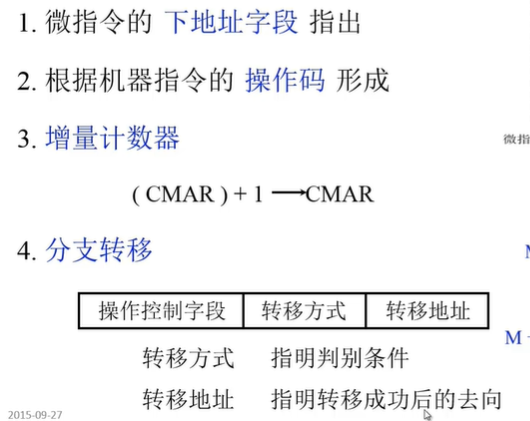 1. 微指令的 下地址字段 指出
2. 根据机器指令的 操作码 形成
3. 增量计数器
微指
( CMAR ) + 1 ⟶ CMAR
4. 分支转移
操作控制字段 转移方式 转移地址
M
转移方式 指明判别条件
转移地址 指明转移成功后的去向
2015-09-27